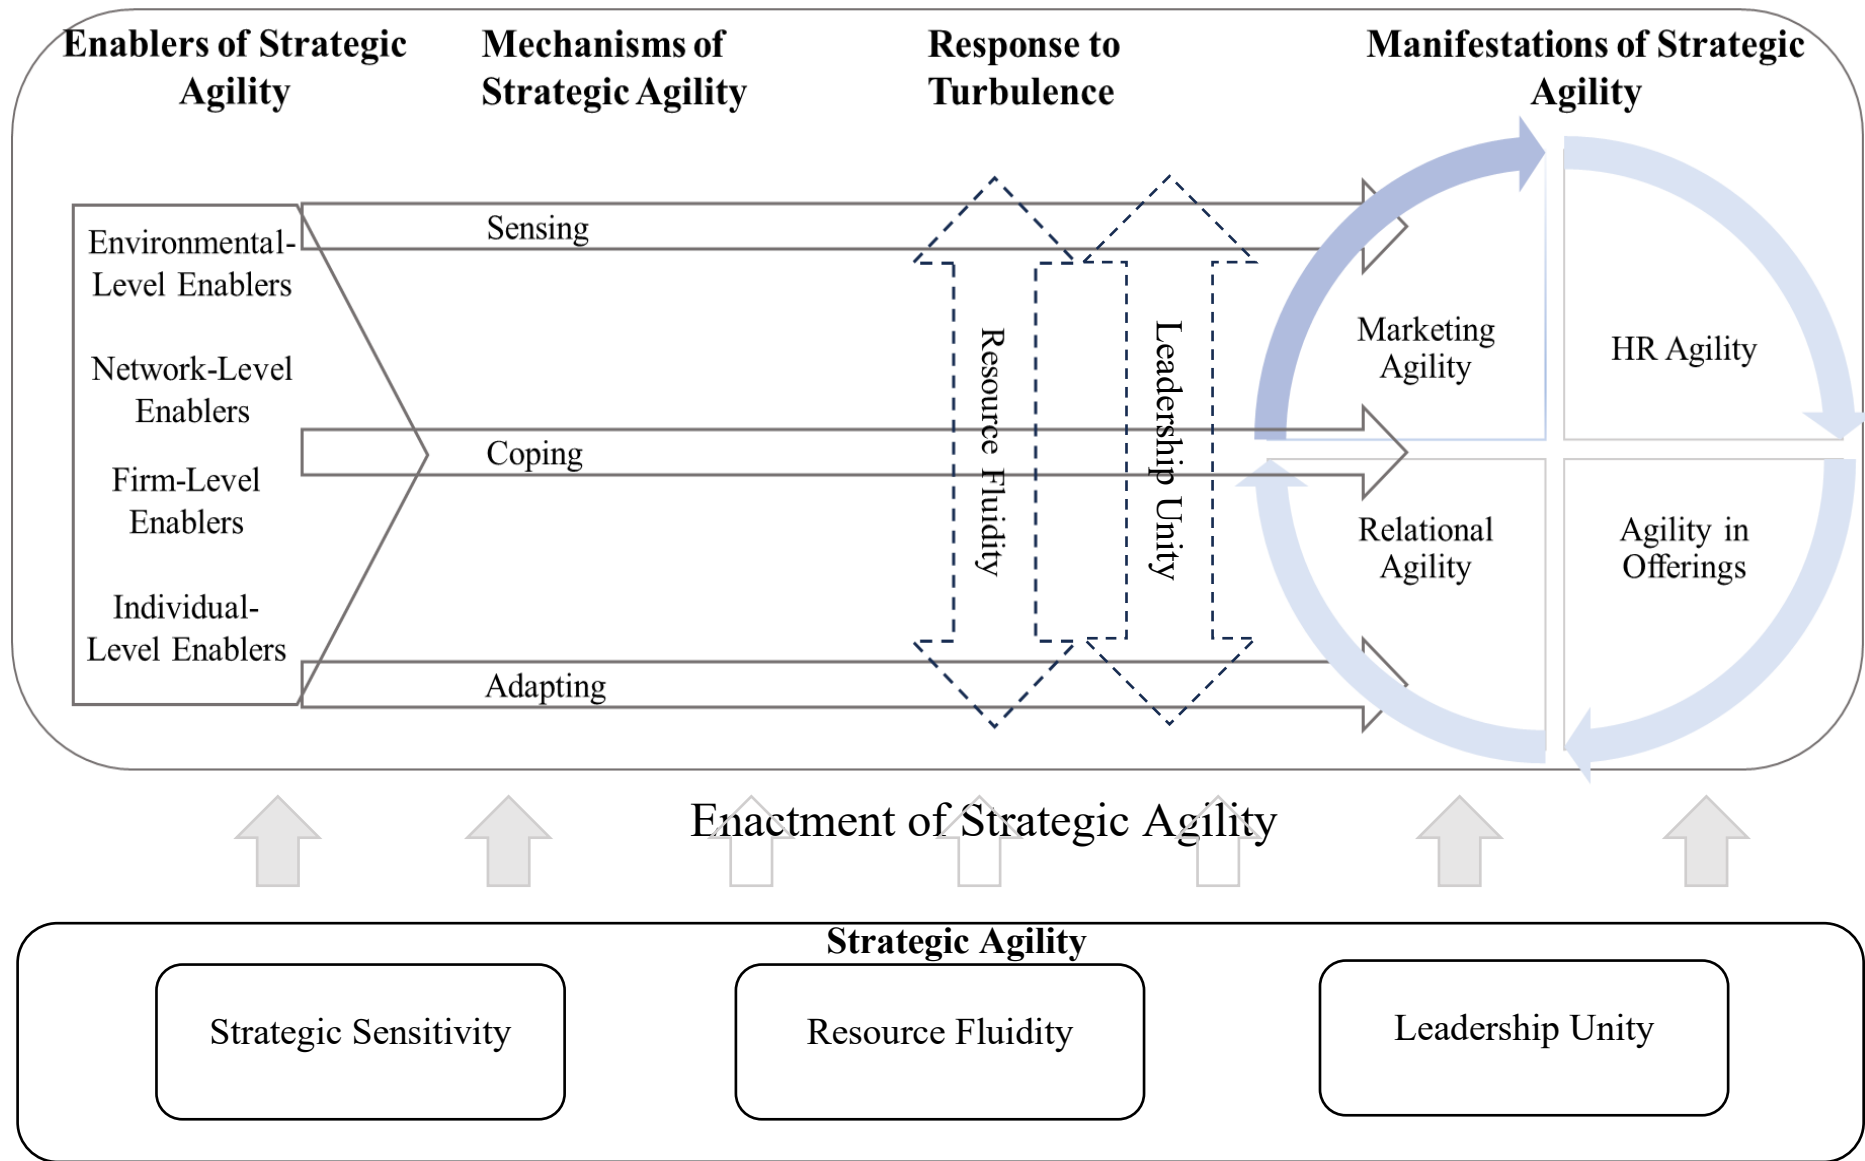 Enablers of Strategic
Agility
Mechanisms of
Strategic Agility
Response to
Turbulence
Manifestations of Strategic
Agility
Environmental-
Level Enablers
Network-Level
Enablers
Firm-Level
Enablers
Individual-
Level Enablers
Sensing
Coping
Adapting
Resource Fluidity
Leadership Unity
Marketing
Agility
HR Agility
Relational
Agility
Agility in
Offerings
Enactment of Strategic Agility
Strategic Agility
Strategic Sensitivity
Resource Fluidity
Leadership Unity